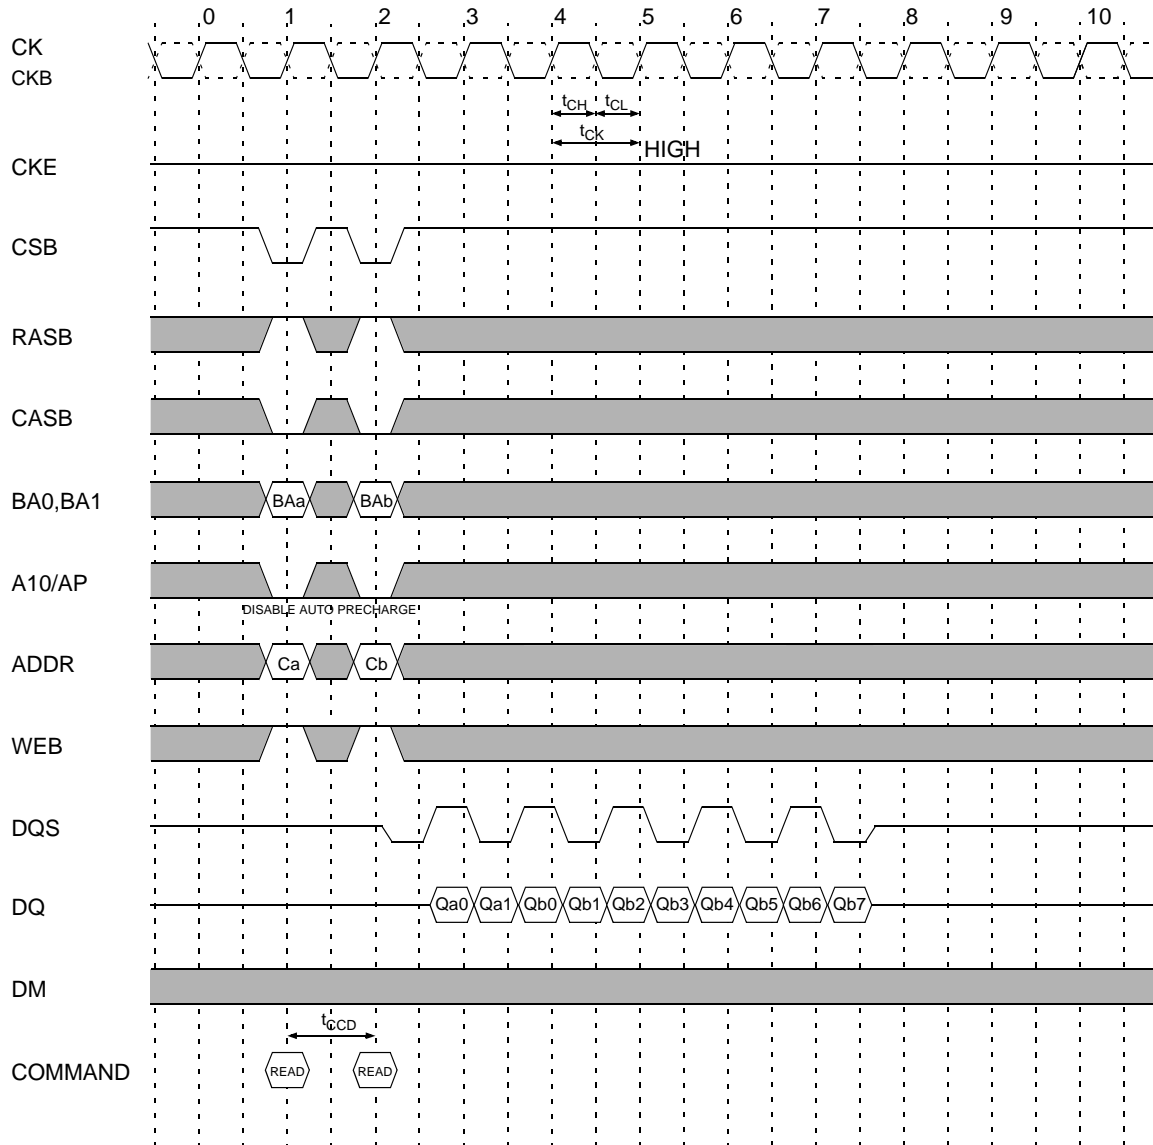 0 1 2 3 4 5 6 7 8 9 10
CK
CKB
tCH tCL
tCK
HIGH
CKE
CSB
RASB
CASB
BA0,BA1 BAa BAb
A10/AP
DISABLE AUTO PRECHARGE
ADDR Ca Cb
WEB
DQS
DQ Qa0 Qa1 Qb0 Qb1 Qb2 Qb3 Qb4 Qb5 Qb6 Qb7
DM
tCCD
COMMAND READ READ